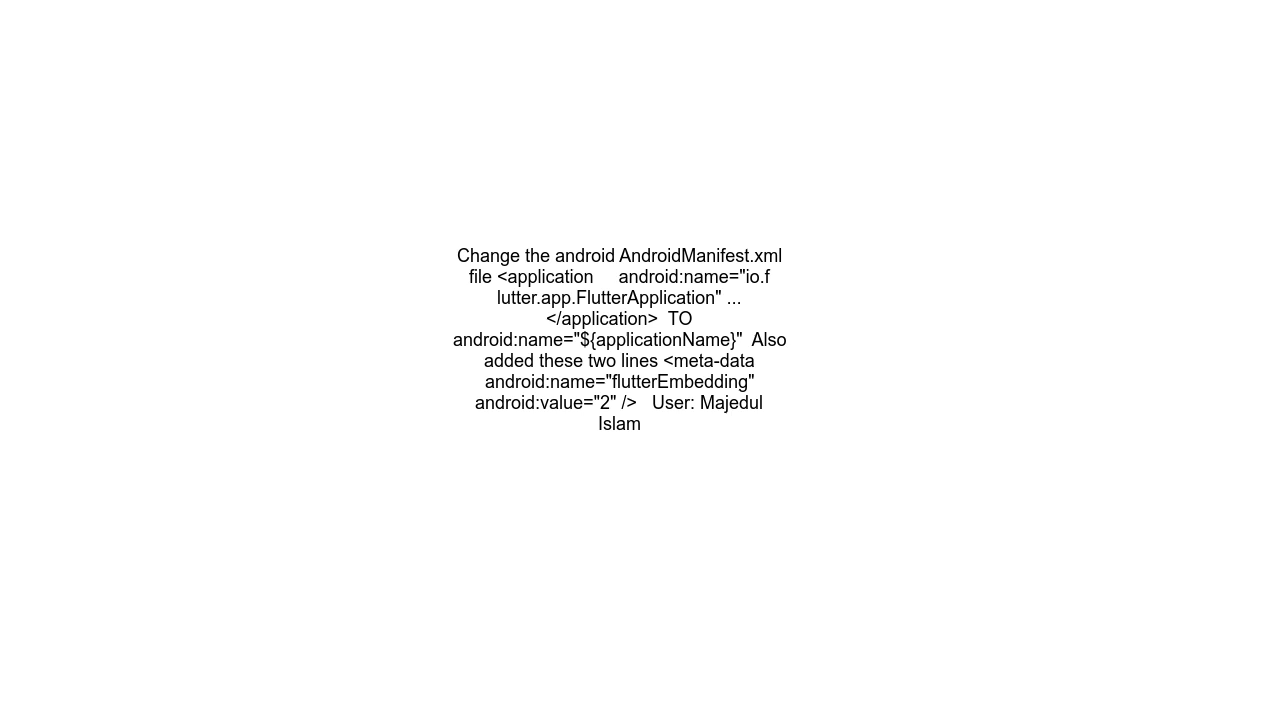 Change the android AndroidManifest.xml
file <application     android:name="io.f
lutter.app.FlutterApplication" ...
</application>  TO
android:name="${applicationName}"  Also
added these two lines <meta-data
android:name="flutterEmbedding"
android:value="2" />   User: Majedul
Islam